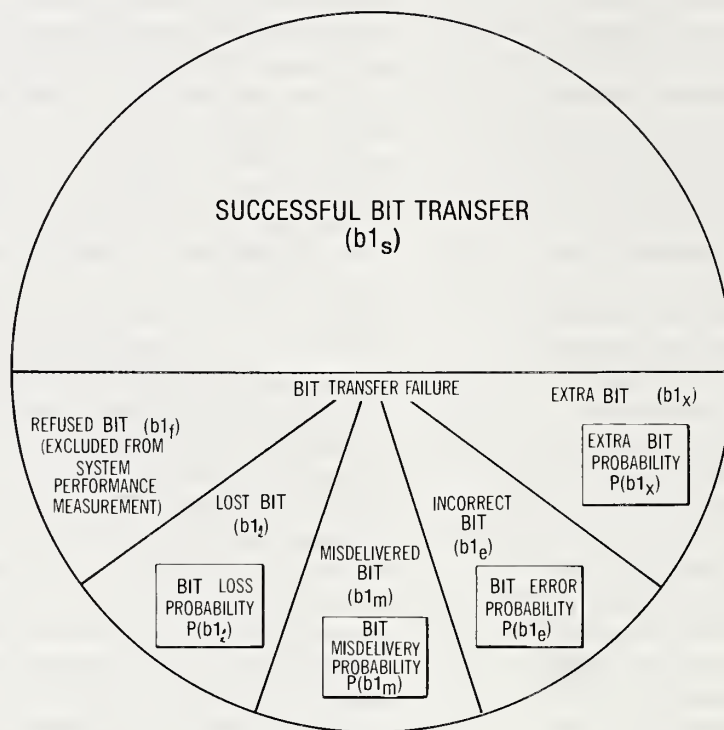 SUCCESSFUL BIT TRANSFER
(b1s)
BIT TRANSFER FAILURE
REFUSED BIT (b1f)
(EXCLUDED FROM
SYSTEM
PERFORMANCE
MEASUREMENT)
LOST BIT
(b1ℓ)
BIT LOSS
PROBABILITY
P(b1ℓ)
MISDELIVERED
BIT
(b1m)
BIT
MISDELIVERY
PROBABILITY
P(b1m)
INCORRECT
BIT
(b1e)
BIT ERROR
PROBABILITY
P(b1e)
EXTRA BIT (b1x)
EXTRA BIT
PROBABILITY
P(b1x)